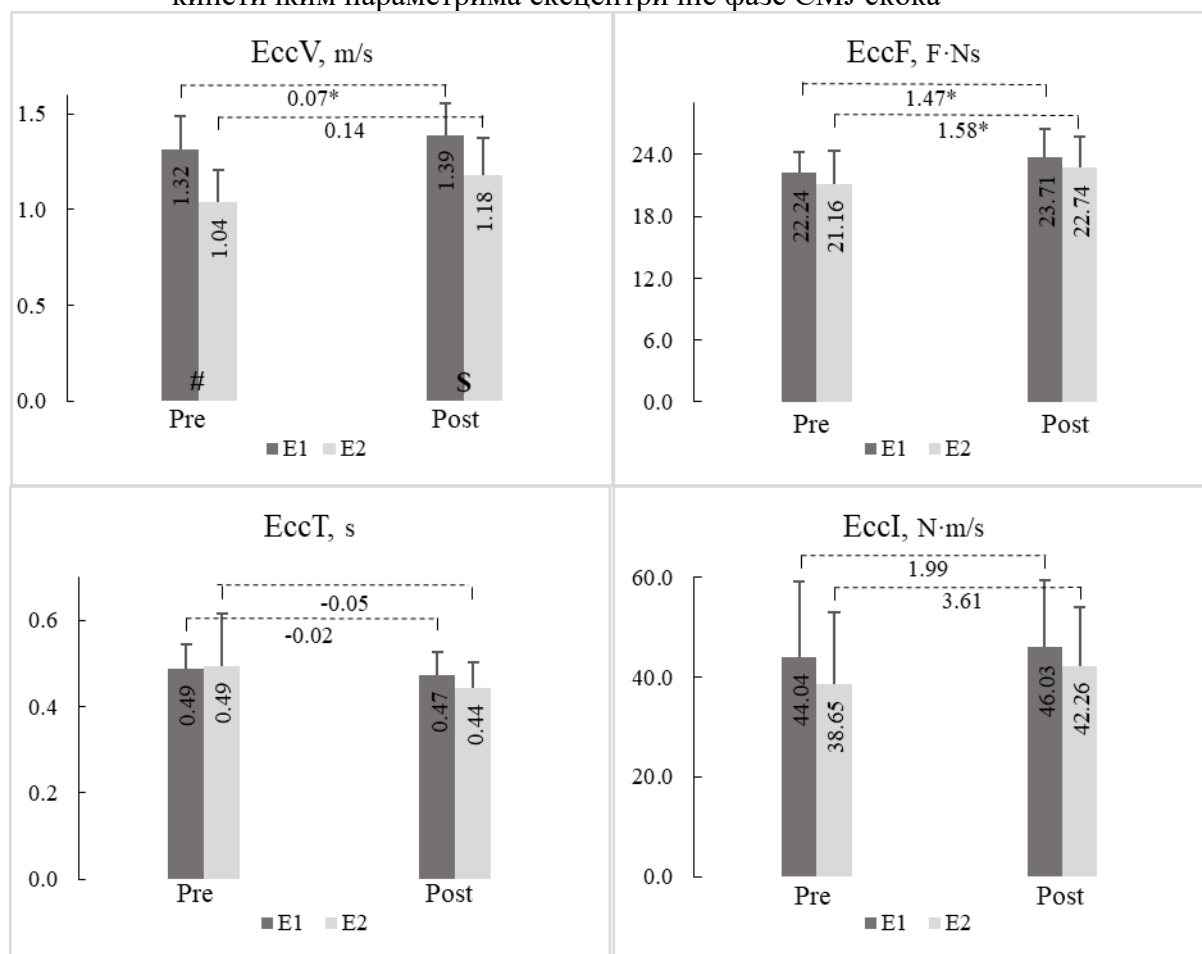 кинетичким параметрима ексцентричне фазе CMJ скока
EccV, m/s
0.07*
0.14
1.5
1.0
0.5
0.0
1.32
1.04
1.39
1.18
#
$
Pre
Post
E1 E2
EccF, F·Ns
1.47*
1.58*
24.0
18.0
12.0
6.0
0.0
22.24
21.16
23.71
22.74
Pre
Post
E1 E2
EccT, s
-0.05
-0.02
0.6
0.4
0.2
0.0
0.49
0.49
0.47
0.44
Pre
Post
E1 E2
EccI, N·m/s
1.99
3.61
60.0
40.0
20.0
0.0
44.04
38.65
46.03
42.26
Pre
Post
E1 E2